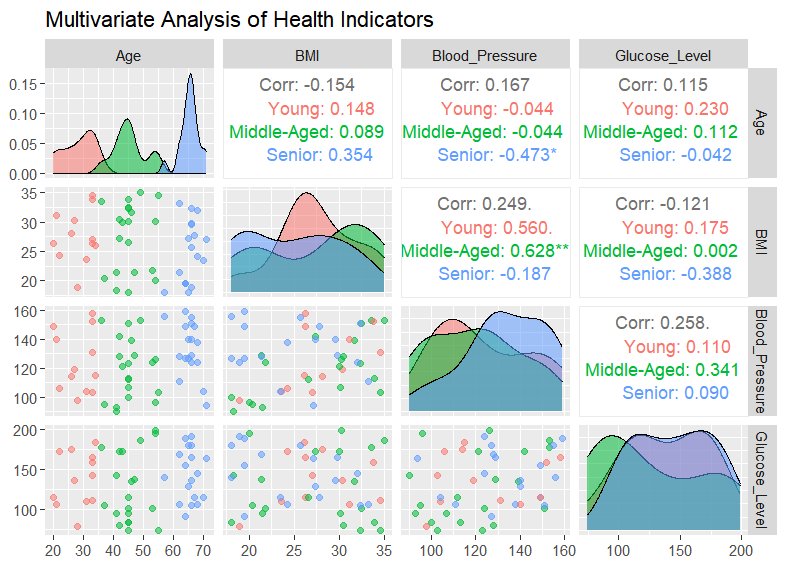 Multivariate Analysis of Health Indicators
Age BMI Blood_Pressure Glucose_Level
0.15
0.10
0.05
0.00
Corr: -0.154
Young: 0.148
Middle-Aged: 0.089
Senior: 0.354
Corr: 0.167
Young: -0.044
Middle-Aged: -0.044
Senior: -0.473*
Corr: 0.115
Young: 0.230
Middle-Aged: 0.112
Senior: -0.042
Age
35
30
25
20
Corr: 0.249.
Young: 0.560.
Middle-Aged: 0.628**
Senior: -0.187
Corr: -0.121
Young: 0.175
Middle-Aged: 0.002
Senior: -0.388
BMI
160
140
120
100
Corr: 0.258.
Young: 0.110
Middle-Aged: 0.341
Senior: 0.090
Blood_Pressure
200
150
100
Glucose_Level
20 30 40 50 60 70
20 25 30 35
100 120 140 160
100 150 200